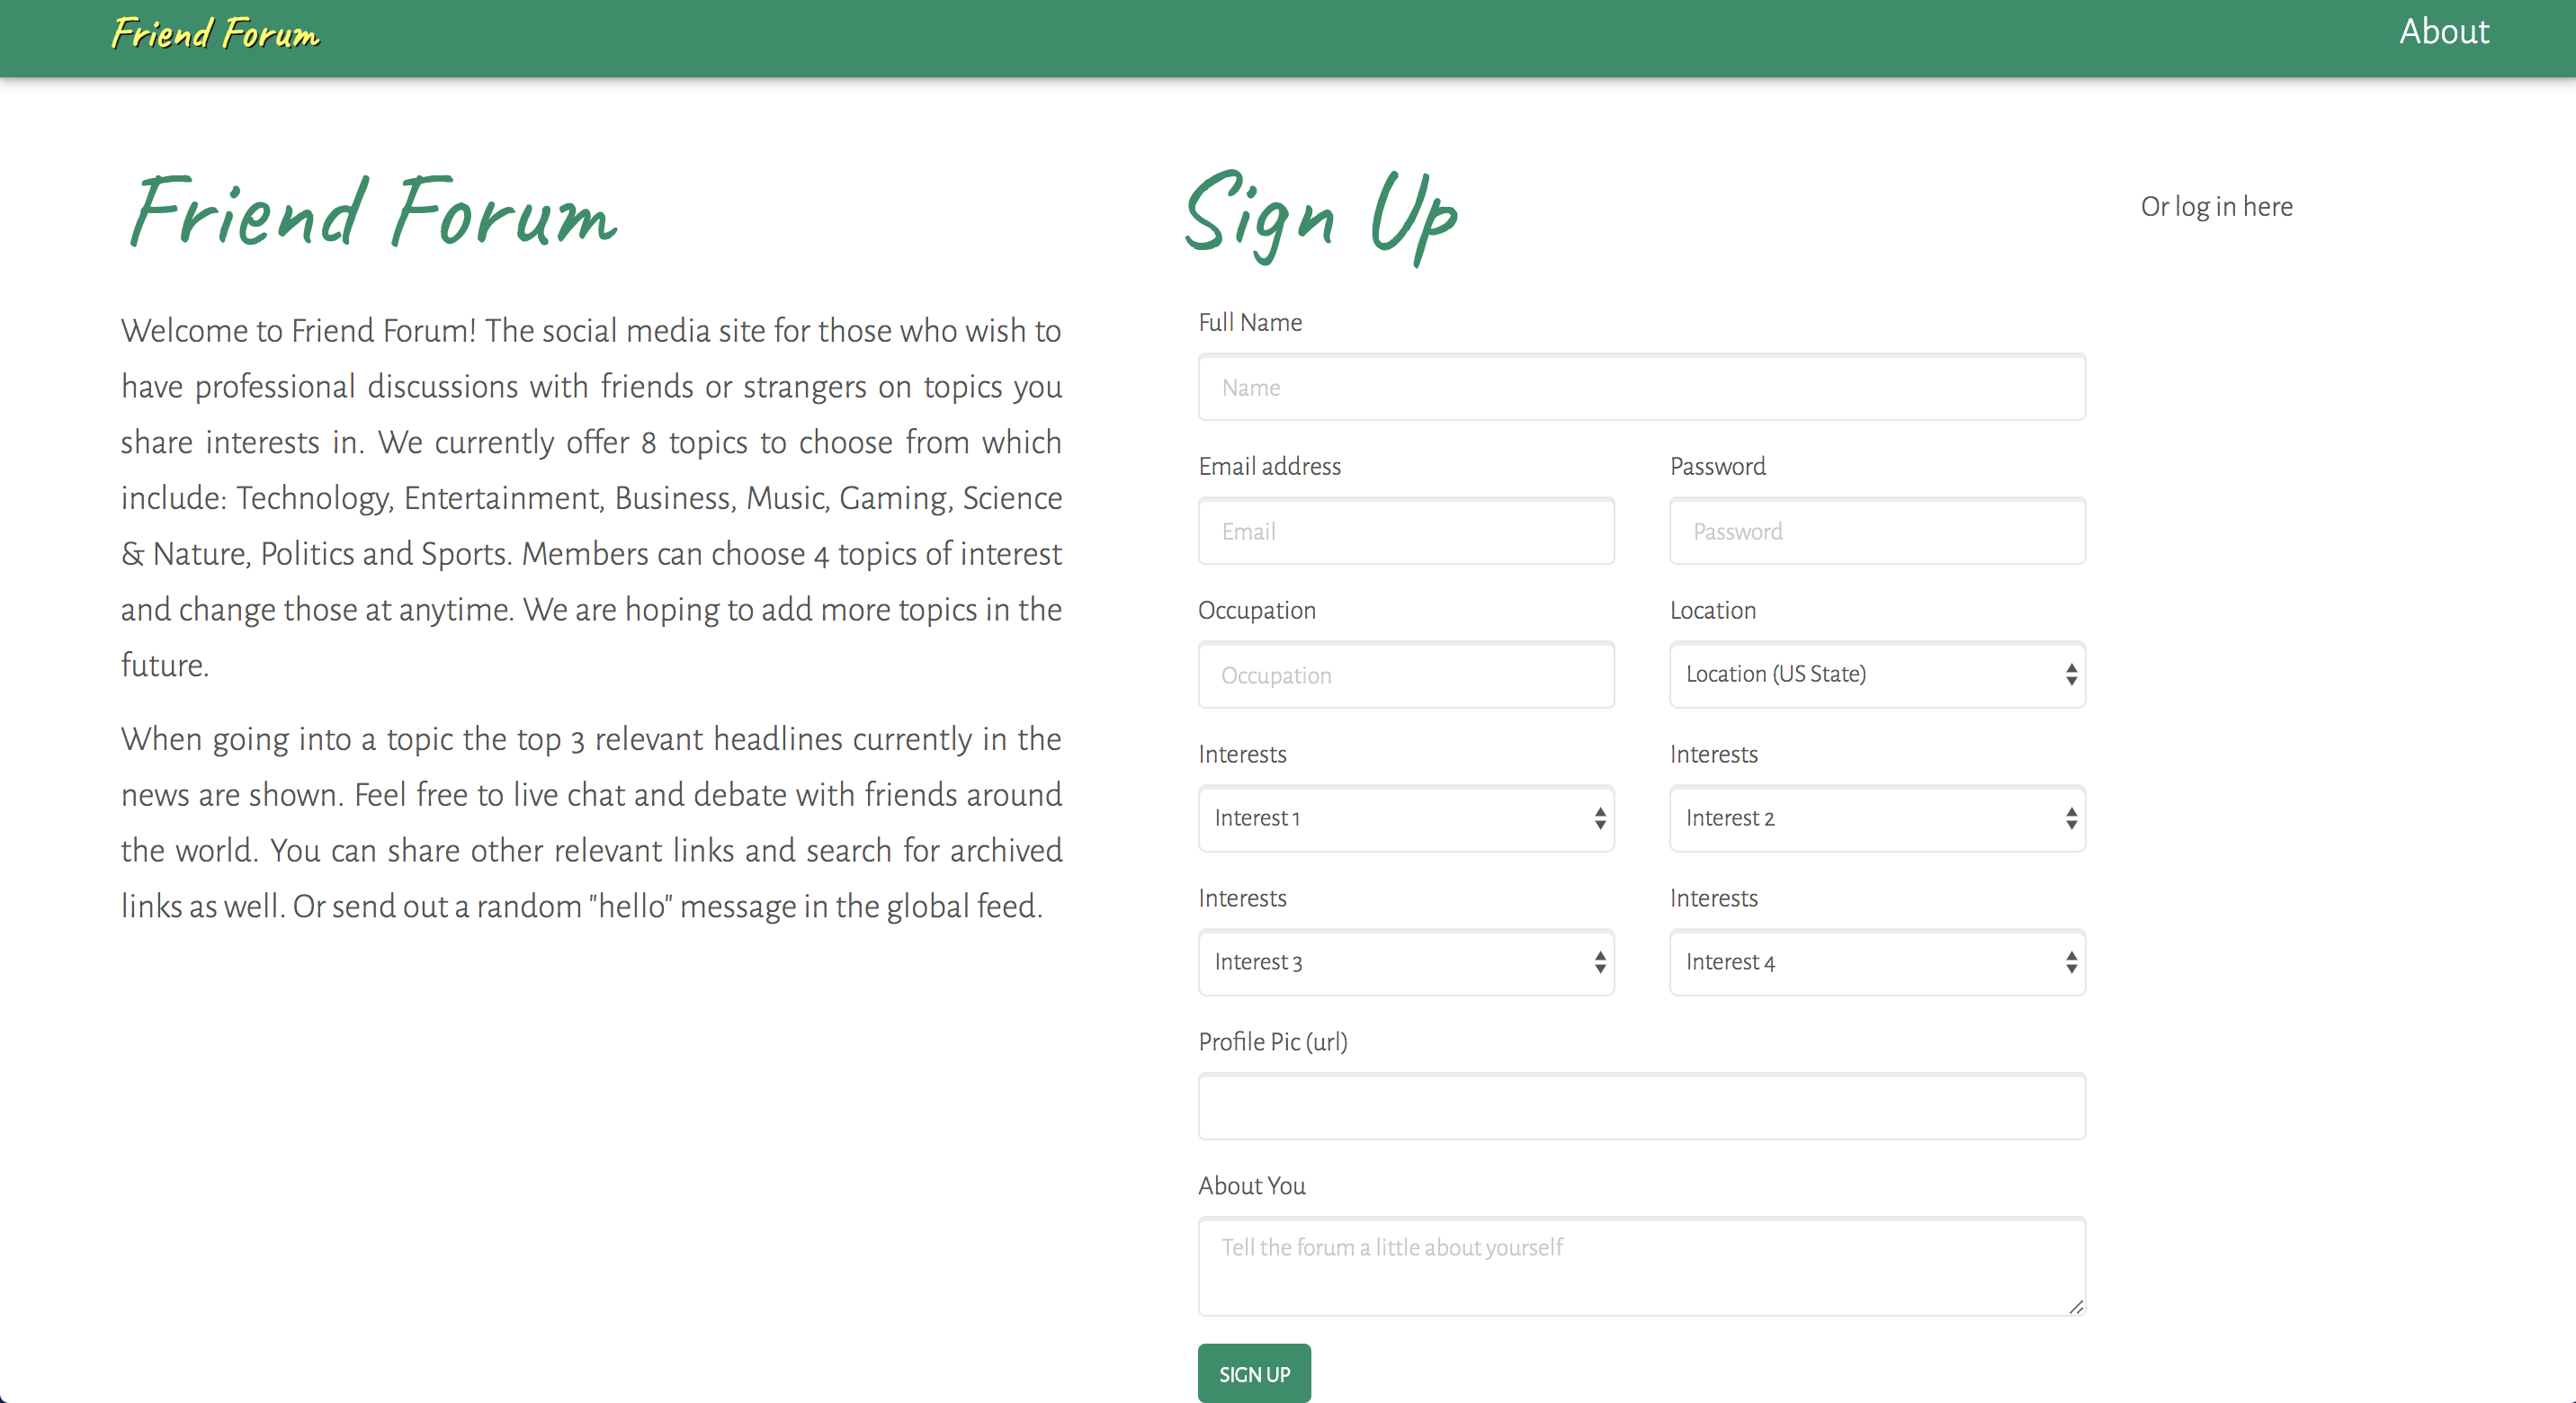 Friend Forum
About
Friend Forum
Welcome to Friend Forum! The social media site for those who wish to
have professional discussions with friends or strangers on topics you
share interests in. We currently offer 8 topics to choose from which
include: Technology, Entertainment, Business, Music, Gaming, Science
& Nature, Politics and Sports. Members can choose 4 topics of interest
and change those at anytime. We are hoping to add more topics in the
future.
When going into a topic the top 3 relevant headlines currently in the
news are shown. Feel free to live chat and debate with friends around
the world. You can share other relevant links and search for archived
links as well. Or send out a random "hello" message in the global feed.
Sign Up
Or log in here
Full Name
Name
Email address
Password
Email
Password
Occupation
Location
Occupation
Location (US State)
Interests
Interests
Interest 1
Interest 2
Interests
Interests
Interest 3
Interest 4
Profile Pic (url)
About You
Tell the forum a little about yourself
SIGN UP